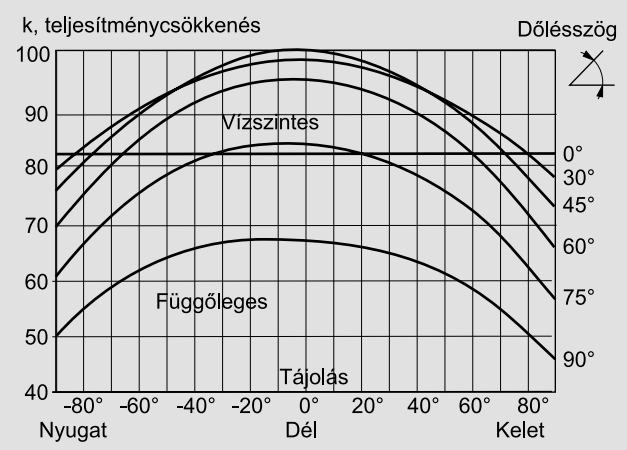 k, teljesítménycsökkenés
Dőlésszög
100
90
80
70
60
50
40
Vízszintes
Függőleges
Tájolás
0°
30°
45°
60°
75°
90°
-80° -60° -40° -20° 0° 20° 40° 60° 80°
Nyugat Dél Kelet